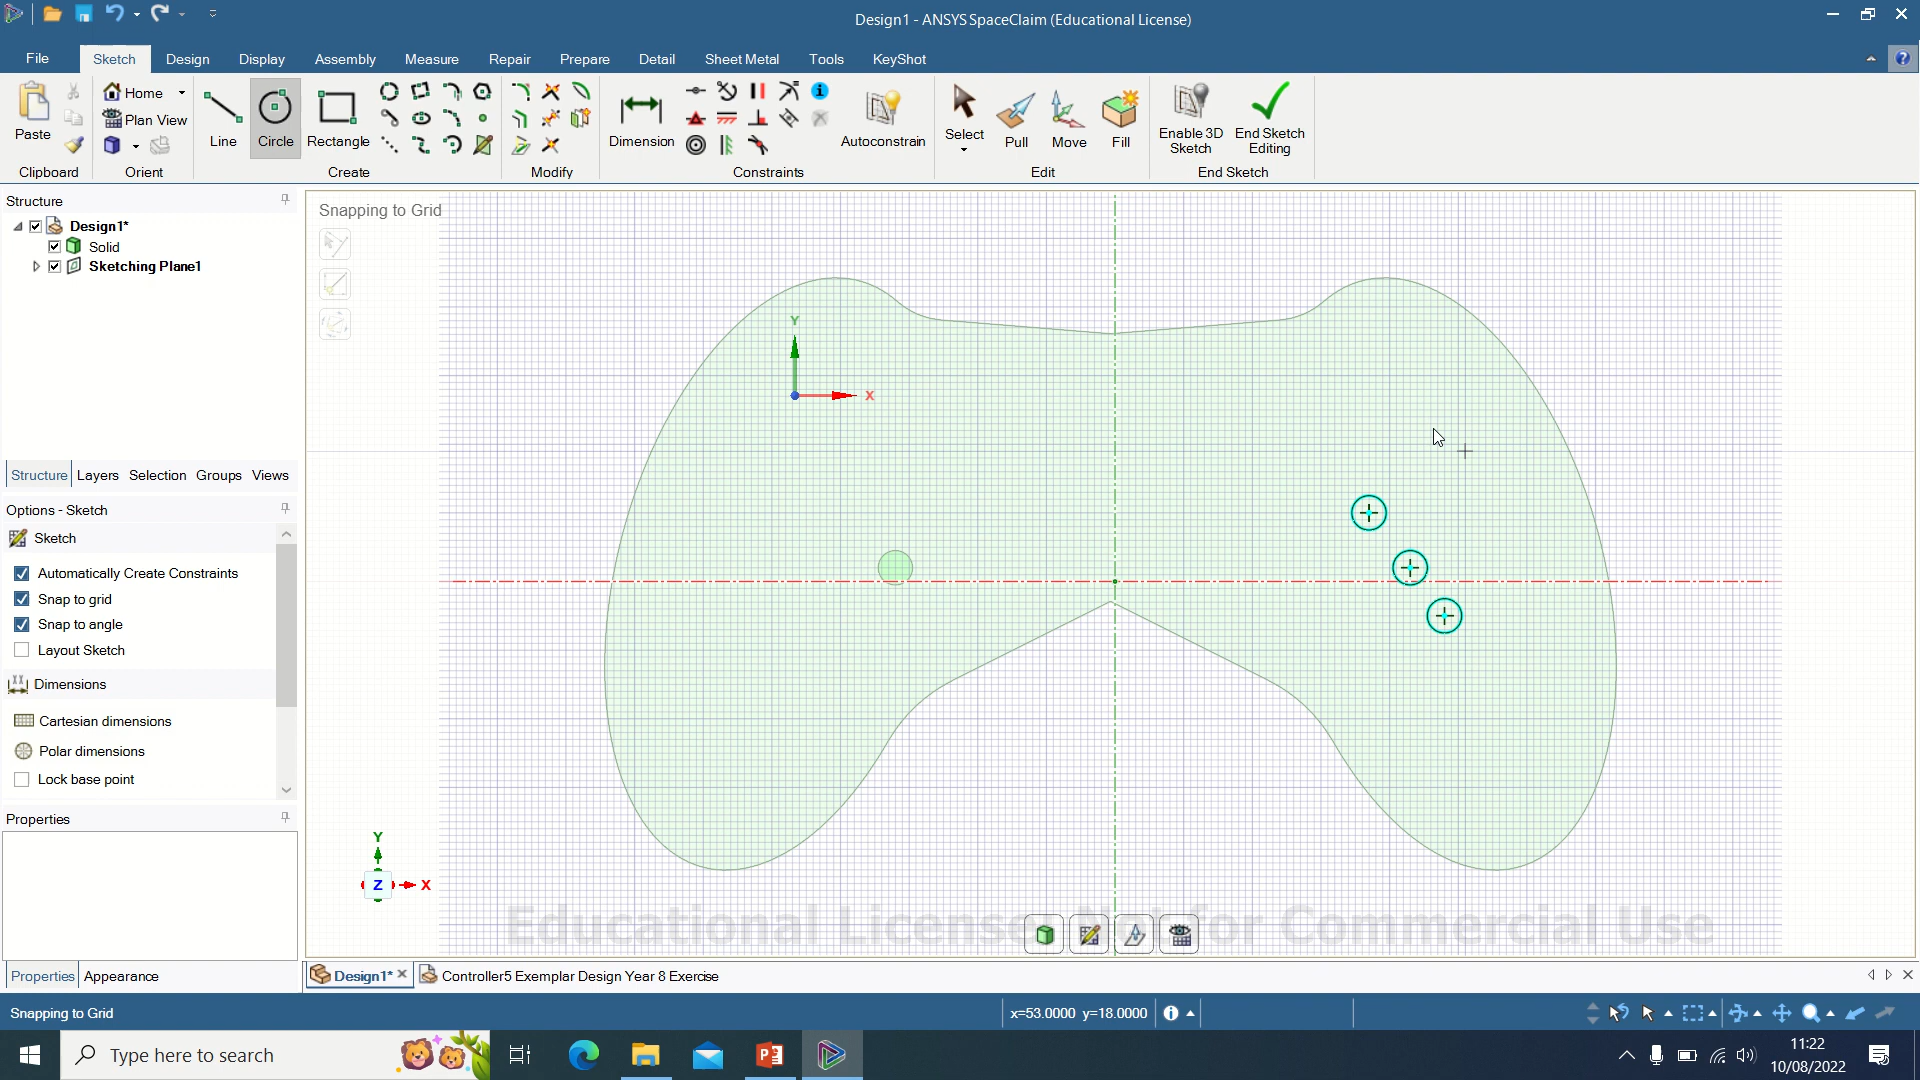 Design1 - ANSYS SpaceClaim (Educational License)
File Sketch Design Display Assembly Measure Repair Prepare Detail Sheet Metal Tools KeyShot
Paste
Home
Plan View
Line
Circle
Rectangle
Dimension
Autoconstrain
Select
Pull
Move
Fill
Enable 3D
Sketch
End Sketch
Editing
Clipboard Orient Create Modify Constraints Edit End Sketch
Structure
Design1*
Solid
Sketching Plane1
Structure Layers Selection Groups Views
Options - Sketch
Sketch
Automatically Create Constraints
Snap to grid
Snap to angle
Layout Sketch
Dimensions
Cartesian dimensions
Polar dimensions
Lock base point
Properties
Properties Appearance
Snapping to Grid
Y
X
Y
Z X
Educational License. Not for Commercial Use
Design1* Controller5 Exemplar Design Year 8 Exercise
Snapping to Grid
x=53.0000 y=18.0000
Type here to search
11:22
10/08/2022